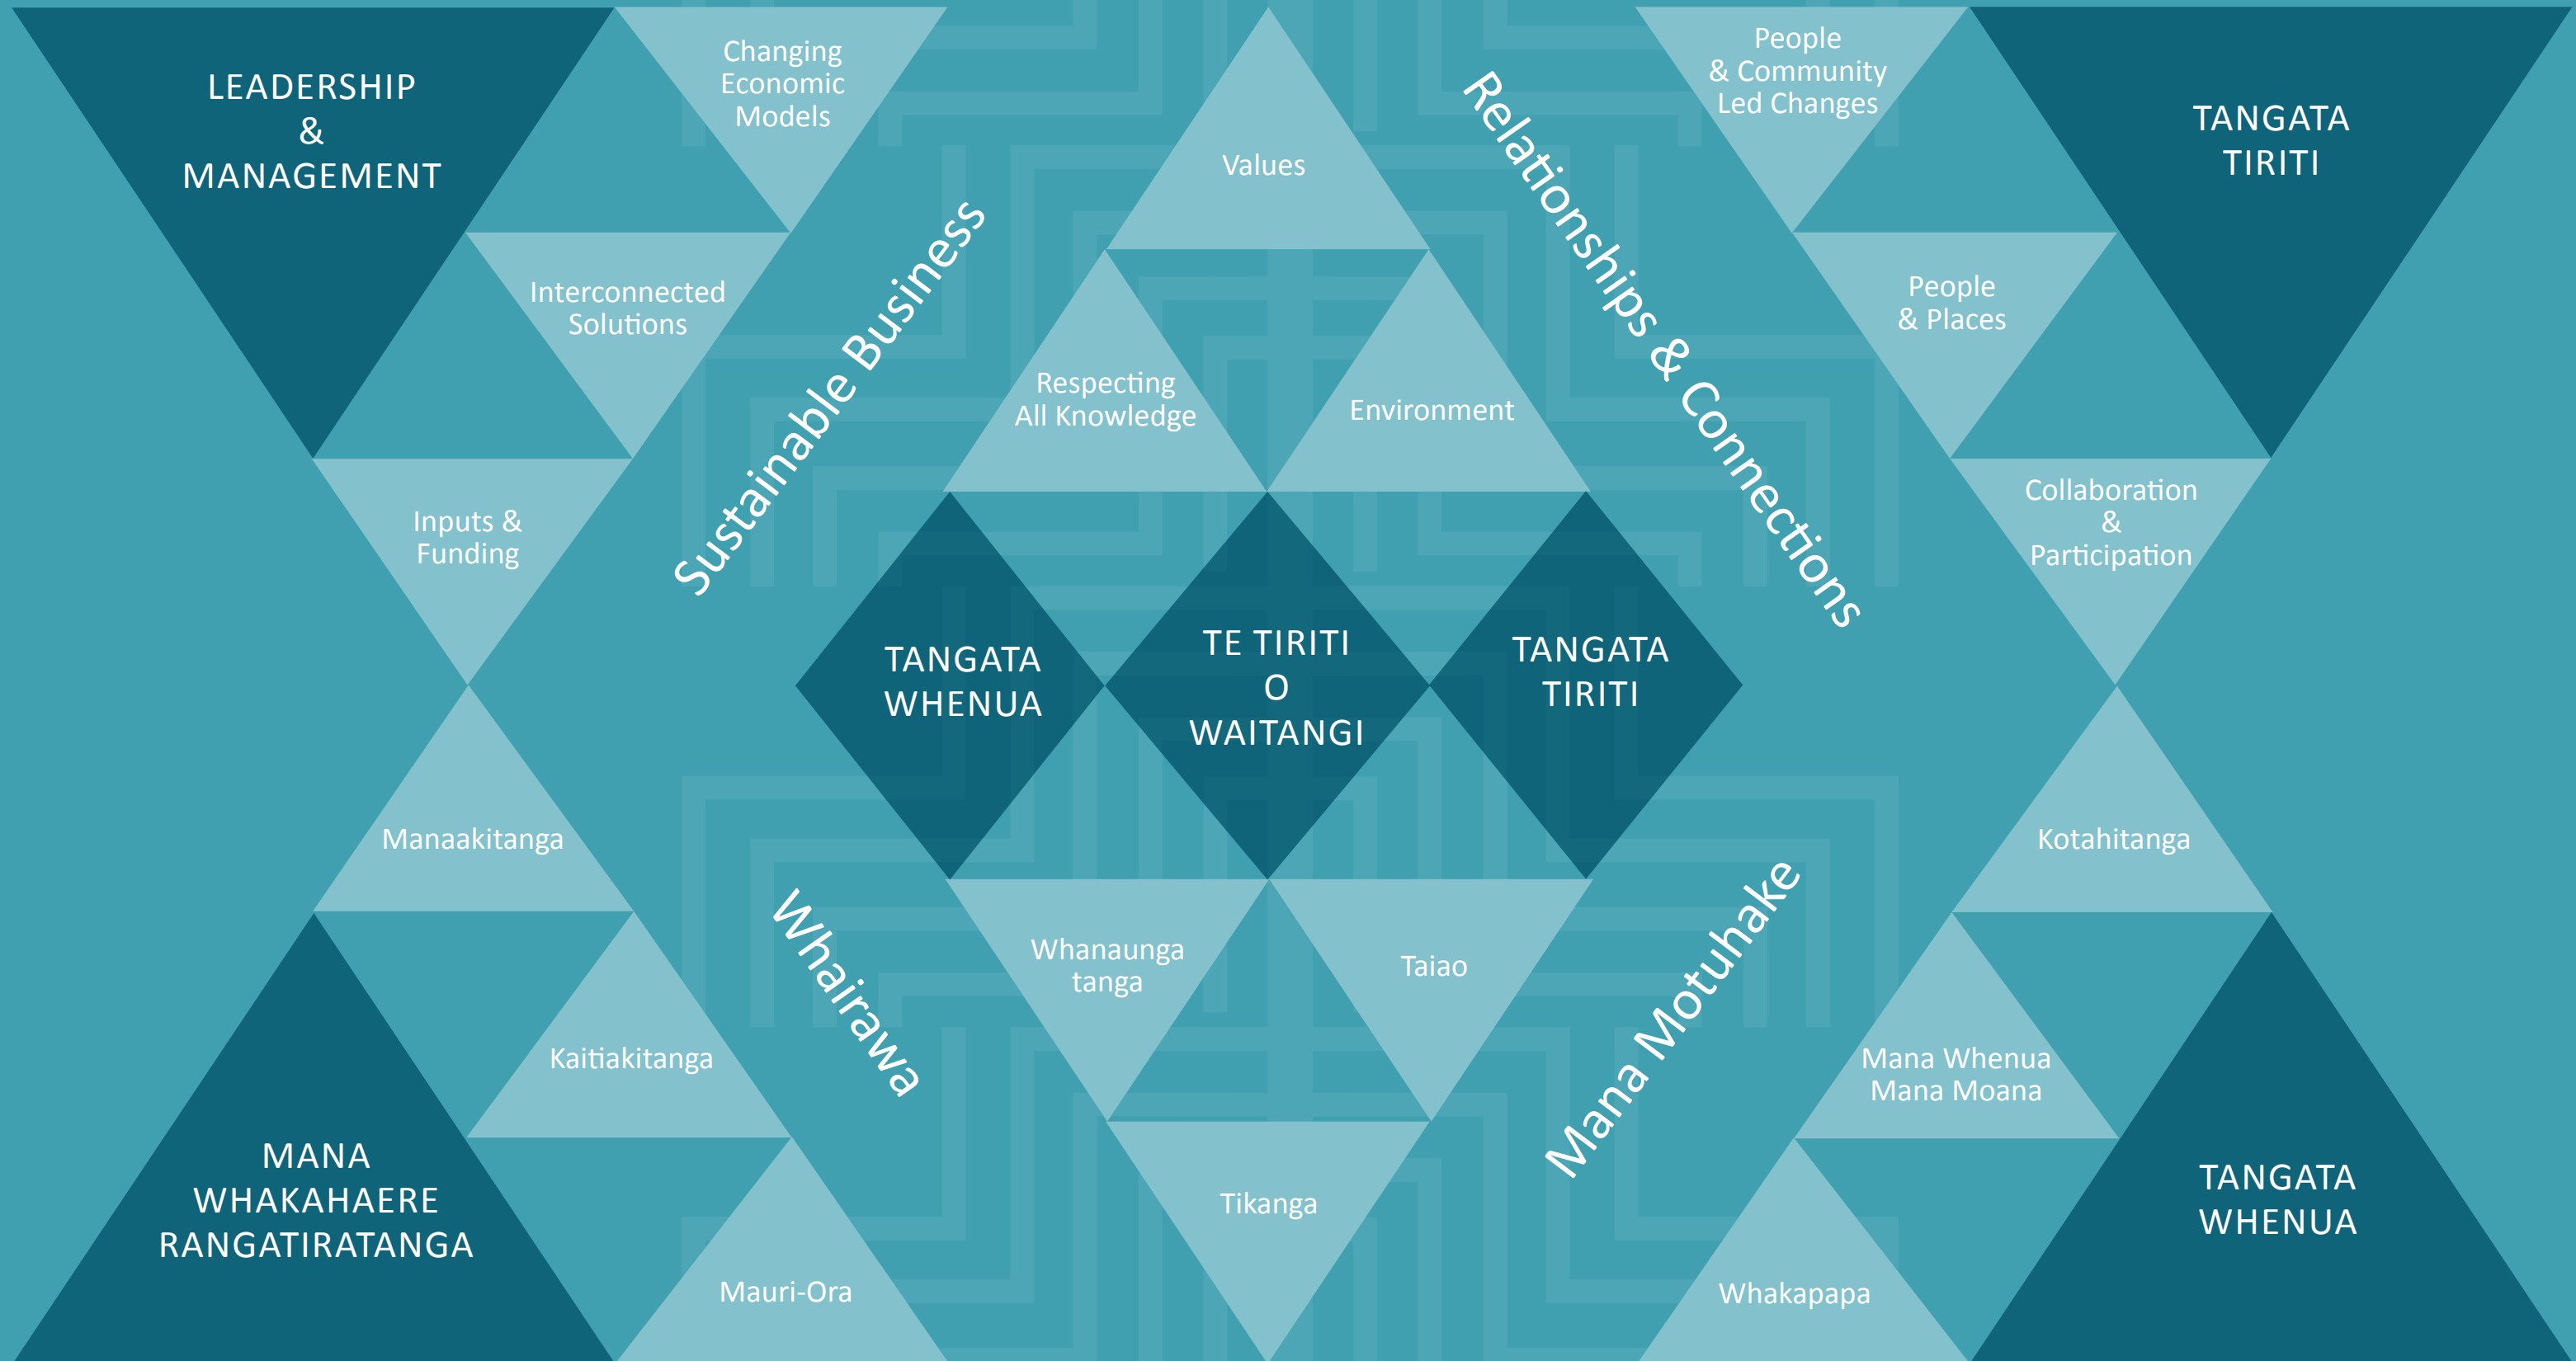 LEADERSHIP
&
MANAGEMENT
Changing
Economic
Models
Interconnected
Solutions
Inputs &
Funding
Sustainable Business
Values
Respecting
All Knowledge
Environment
Relationships & Connections
People
& Community
Led Changes
People
& Places
Collaboration
&
Participation
TANGATA
TIRITI
TANGATA
WHENUA
TE TIRITI
O
WAITANGI
TANGATA
TIRITI
Manaakitanga
Kaitiakitanga
Mauri-Ora
MANA
WHAKAHAERE
RANGATIRATANGA
Whairawa
Whanaunga
tanga
Taiao
Tikanga
Mana Motuhake
Kotahitanga
Mana Whenua
Mana Moana
Whakapapa
TANGATA
WHENUA